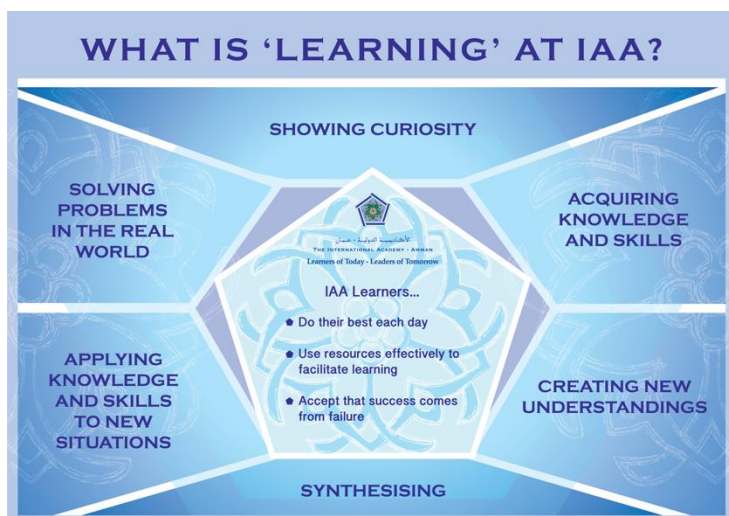 WHAT IS ‘LEARNING’ AT IAA?
SHOWING CURIOSITY
SOLVING
PROBLEMS
IN THE REAL
WORLD
ACQUIRING
KNOWLEDGE
AND SKILLS
الأكاديمية الدولية - عمان
THE INTERNATIONAL ACADEMY - AMMAN
Learners of Today - Leaders of Tomorrow
IAA Learners...
Do their best each day
Use resources effectively to
facilitate learning
Accept that success comes
from failure
APPLYING
KNOWLEDGE
AND SKILLS
TO NEW
SITUATIONS
CREATING NEW
UNDERSTANDINGS
SYNTHESISING